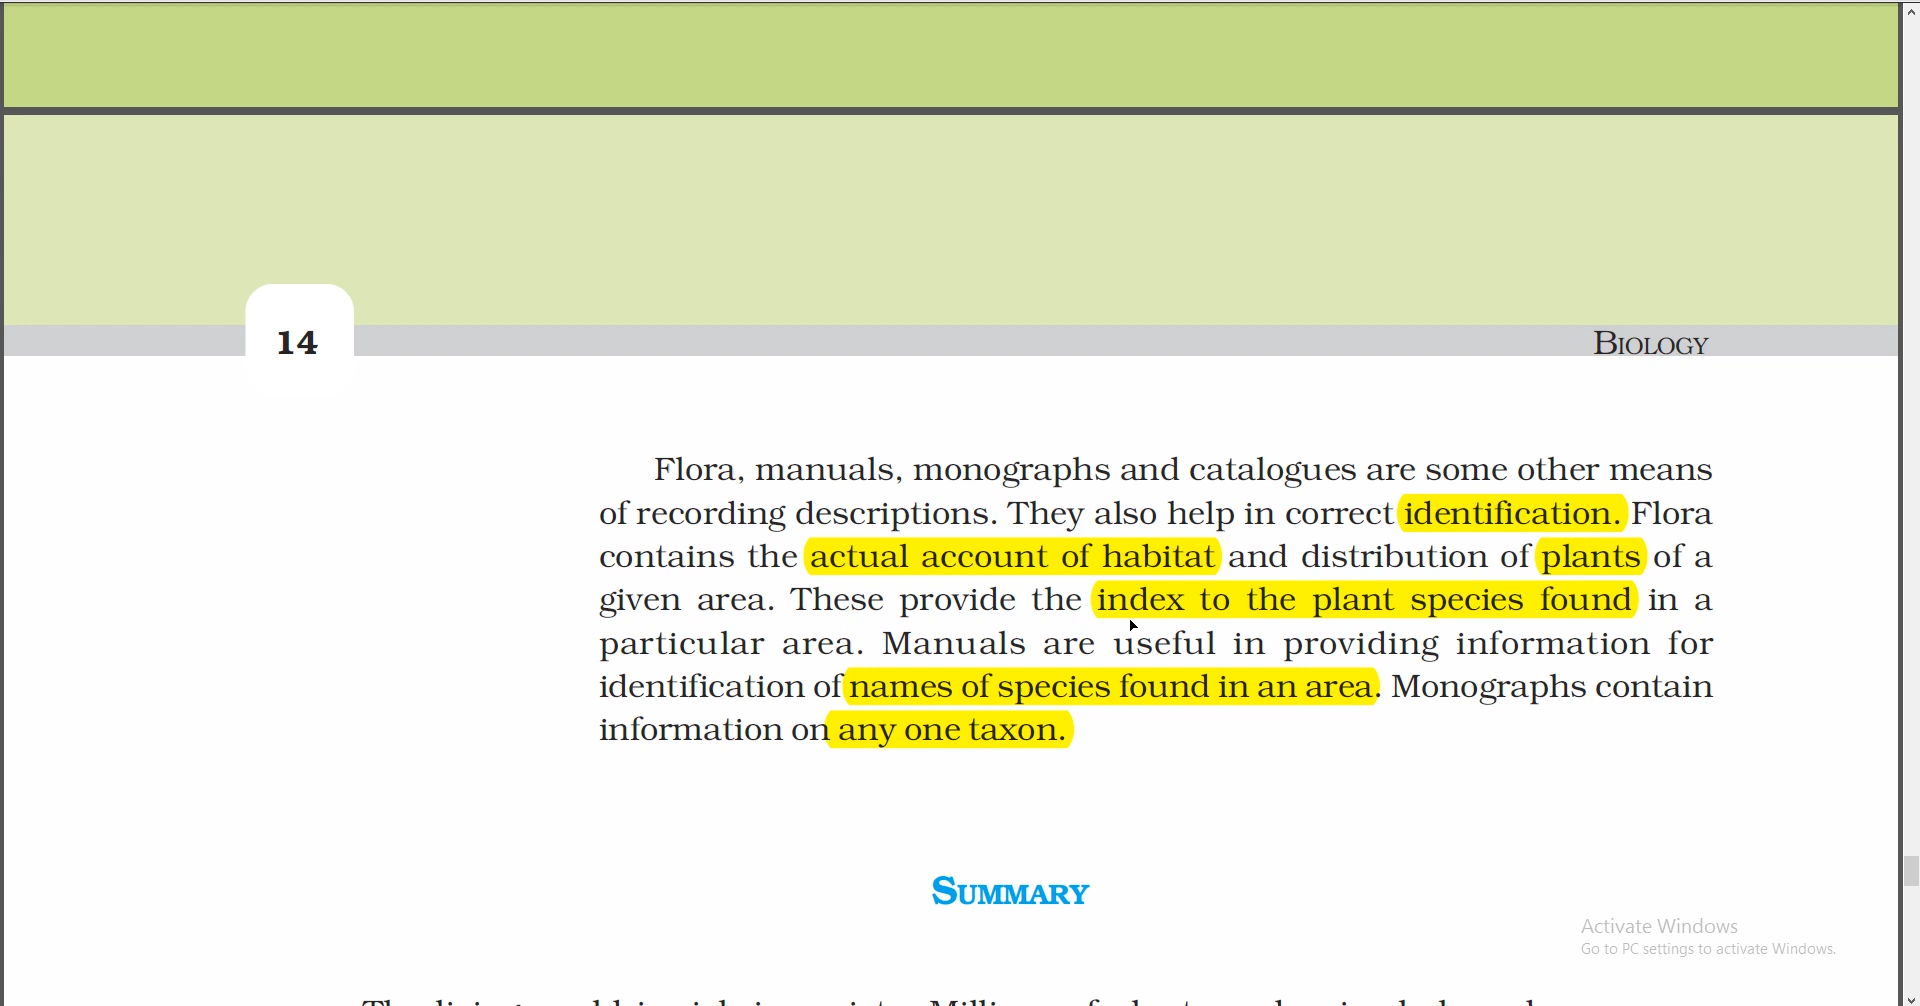 14
BIOLOGY
Flora, manuals, monographs and catalogues are some other means
of recording descriptions. They also help in correct identification. Flora
contains the actual account of habitat and distribution of plants of a
given area. These provide the index to the plant species found in a
particular area. Manuals are useful in providing information for
identification of names of species found in an area. Monographs contain
information on any one taxon.
SUMMARY
Activate Windows
Go to PC settings to activate Windows.